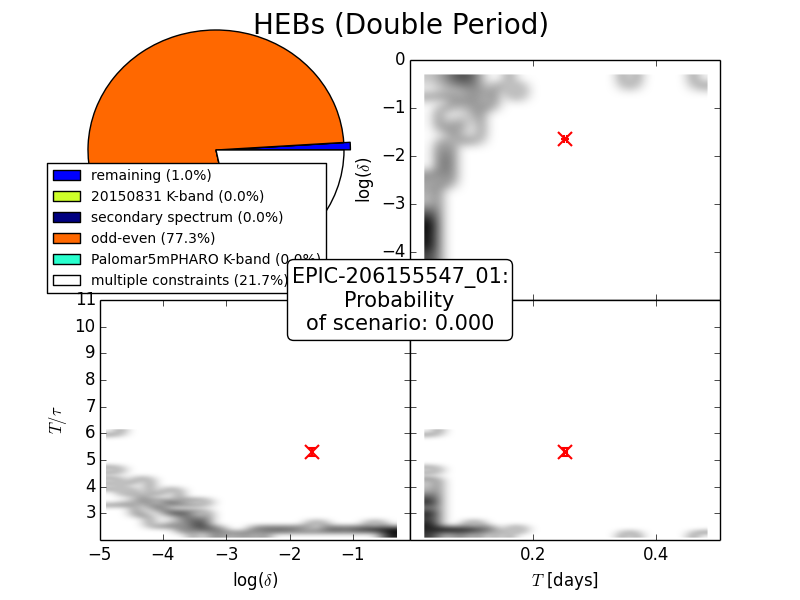 HEBs (Double Period)
remaining (1.0%)
20150831 K-band (0.0%)
secondary spectrum (0.0%)
odd-even (77.3%)
Palomar5mPHARO K-band (0.0%)
multiple constraints (21.7%)
0
−1
−2
−3
−4
log(δ)
EPIC-206155547_01:
Probability
of scenario: 0.000
11
10
9
8
7
6
5
4
3
T/τ
−5 −4 −3 −2 −1
log(δ)
0.2 0.4
T [days]